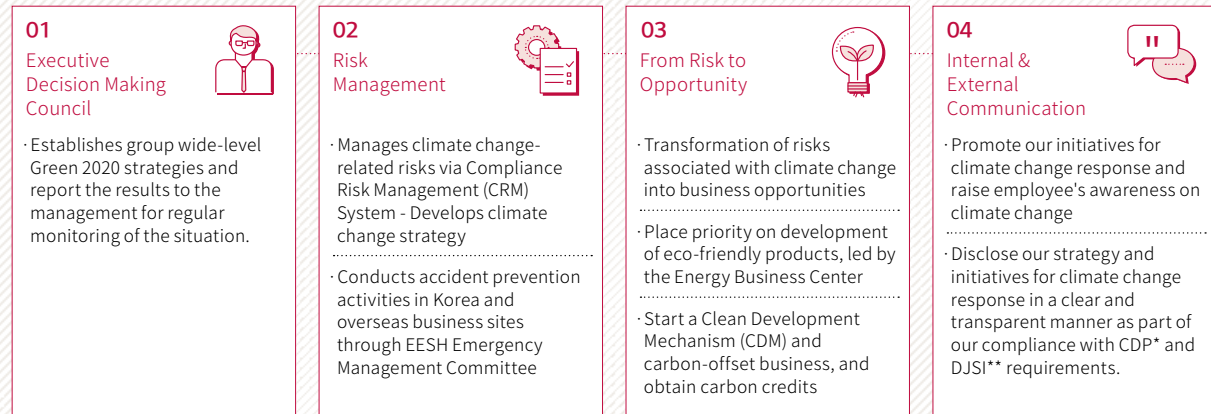 01
Executive
Decision Making
Council
· Establishes group wide-level
Green 2020 strategies and
report the results to the
management for regular
monitoring of the situation.
02
Risk
Management
· Manages climate change-
related risks via Compliance
Risk Management (CRM)
System - Develops climate
change strategy
· Conducts accident prevention
activities in Korea and
overseas business sites
through EESH Emergency
Management Committee
03
From Risk to
Opportunity
· Transformation of risks
associated with climate change
into business opportunities
· Place priority on development
of eco-friendly products, led by
the Energy Business Center
· Start a Clean Development
Mechanism (CDM) and
carbon-offset business, and
obtain carbon credits
04
Internal &
External
Communication
· Promote our initiatives for
climate change response and
raise employee's awareness on
climate change
· Disclose our strategy and
initiatives for climate change
response in a clear and
transparent manner as part of
our compliance with CDP* and
DJSI** requirements.